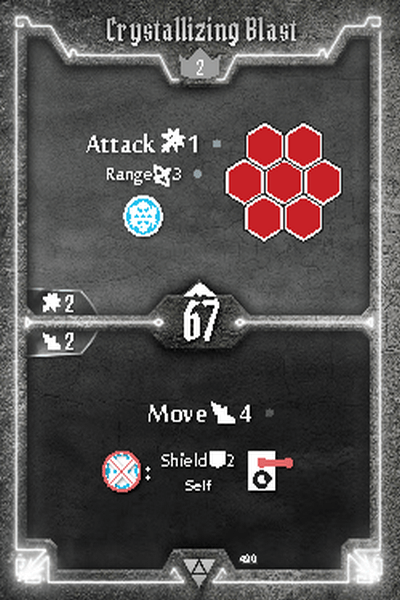 Crystallizing Blast
2
Attack 1
Range 3
2
67
2
Move 4
: Shield 2
Self